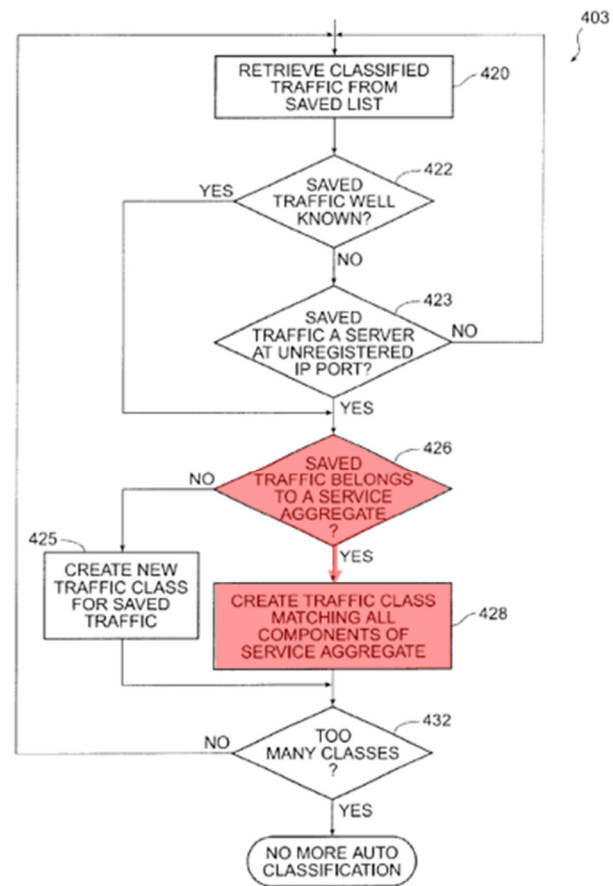 403
RETRIEVE CLASSIFIED
TRAFFIC FROM
SAVED LIST
420
SAVED
TRAFFIC WELL
KNOWN?
422
YES
NO
SAVED
TRAFFIC A SERVER
AT UNREGISTERED
IP PORT?
423
NO
YES
SAVED
TRAFFIC BELONGS
TO A SERVICE
AGGREGATE
?
426
NO
YES
425
CREATE NEW
TRAFFIC CLASS
FOR SAVED
TRAFFIC
CREATE TRAFFIC CLASS
MATCHING ALL
COMPONENTS OF
SERVICE AGGREGATE
428
TOO
MANY CLASSES
?
432
NO
YES
NO MORE AUTO
CLASSIFICATION